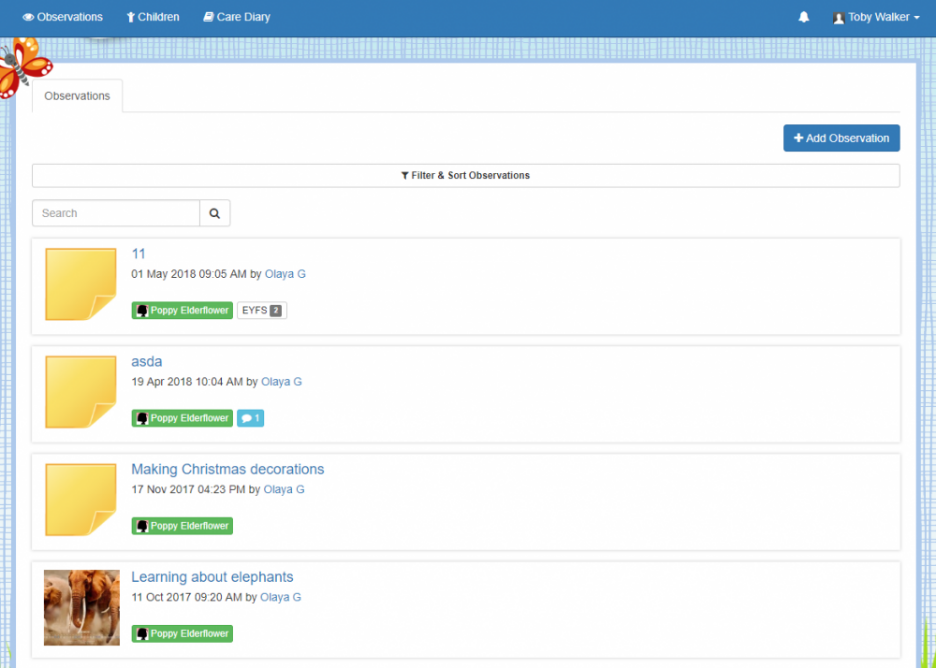 Observations Children Care Diary Toby Walker
Observations
Add Observation
Filter & Sort Observations
Search
11
01 May 2018 09:05 AM by Olaya G
Poppy Elderflower EYFS 2
asda
19 Apr 2018 10:04 AM by Olaya G
Poppy Elderflower 1
Making Christmas decorations
17 Nov 2017 04:23 PM by Olaya G
Poppy Elderflower
Learning about elephants
11 Oct 2017 09:20 AM by Olaya G
Poppy Elderflower